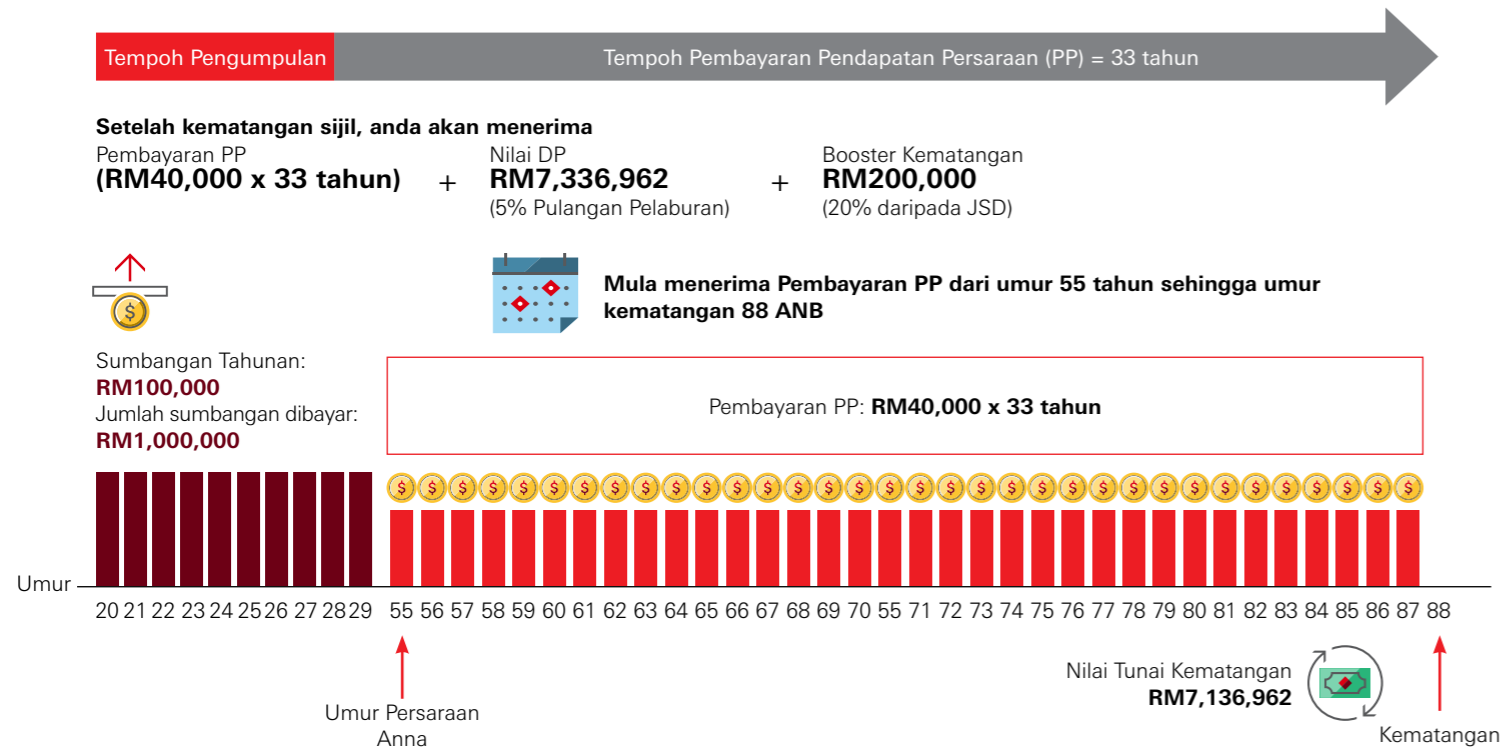 Tempoh Pengumpulan
Tempoh Pembayaran Pendapatan Persaraan (PP) = 33 tahun
Setelah kematangan sijil, anda akan menerima
Pembayaran PP
(RM40,000 x 33 tahun)
+
Nilai DP
RM7,336,962
(5% Pulangan Pelaburan)
+
Booster Kematangan
RM200,000
(20% daripada JSD)
$
Mula menerima Pembayaran PP dari umur 55 tahun sehingga umur
kematangan 88 ANB
Sumbangan Tahunan:
RM100,000
Jumlah sumbangan dibayar:
RM1,000,000
Pembayaran PP: RM40,000 x 33 tahun
$ $ $ $ $ $ $ $ $ $ $ $ $ $ $ $ $ $ $ $ $ $ $ $ $ $ $ $ $ $ $ $ $ $
Umur
20 21 22 23 24 25 26 27 28 29 55 56 57 58 59 60 61 62 63 64 65 66 67 68 69 70 55 71 72 73 74 75 76 77 78 79 80 81 82 83 84 85 86 87 88
Umur Persaraan
Anna
Nilai Tunai Kematangan
RM7,136,962
Kematangan